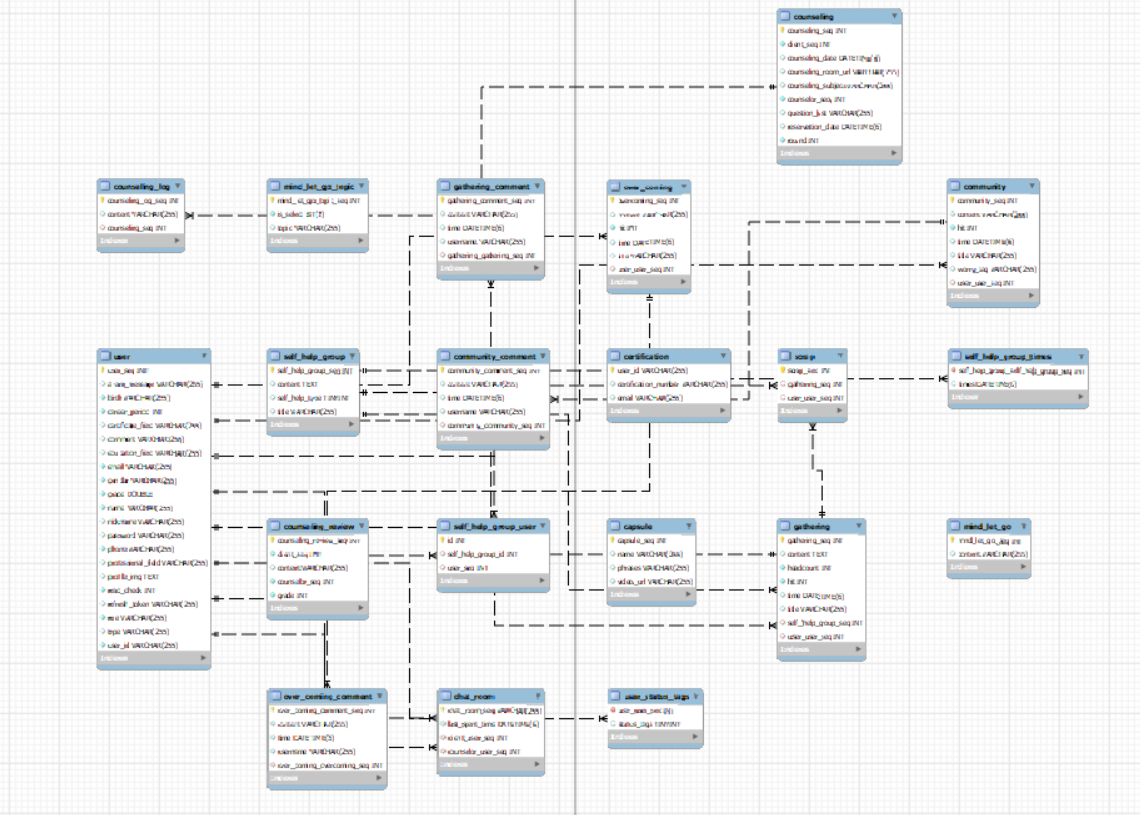 counseling
counseling_seq INT
client_seq INT
counseling_date DATETIME(6)
counseling_room_url VARCHAR(255)
counseling_subject VARCHAR(255)
counselor_seq INT
question_list VARCHAR(255)
reservation_date DATETIME(6)
round INT
Indexes
counseling_log
counseling_log_seq INT
content VARCHAR(255)
counseling_seq INT
Indexes
mind_let_go_topic
mind_let_go_topic_seq INT
is_select BIT(1)
topic VARCHAR(255)
Indexes
gathering_comment
gathering_comment_seq INT
content VARCHAR(255)
time DATETIME(6)
username VARCHAR(255)
gathering_gathering_seq INT
Indexes
over_coming
overcoming_seq INT
content VARCHAR(255)
hit INT
time DATETIME(6)
title VARCHAR(255)
user_user_seq INT
Indexes
community
community_seq INT
content VARCHAR(255)
hit INT
time DATETIME(6)
title VARCHAR(255)
worry_seq VARCHAR(255)
user_user_seq INT
Indexes
user
user_seq INT
VARCHAR(255)
birth VARCHAR(255)
career_period INT
certificate_files VARCHAR(255)
comment VARCHAR(255)
education_files VARCHAR(255)
email VARCHAR(255)
gender VARCHAR(255)
grade DOUBLE
name VARCHAR(255)
nickname VARCHAR(255)
password VARCHAR(255)
phone VARCHAR(255)
professional_field VARCHAR(255)
profile_img TEXT
INT
refresh_token VARCHAR(255)
role VARCHAR(255)
type VARCHAR(255)
user_id VARCHAR(255)
Indexes
self_help_group
self_help_group_seq INT
content TEXT
self_help_type TINYINT
title VARCHAR(255)
Indexes
community_comment
community_comment_seq INT
content VARCHAR(255)
time DATETIME(6)
username VARCHAR(255)
community_community_seq INT
Indexes
certification
user_id VARCHAR(255)
certification_number VARCHAR(255)
email VARCHAR(255)
Indexes
scrap
scrap_seq INT
gathering_seq INT
user_user_seq INT
Indexes
self_help_group_times
self_help_group_self_help_group_seq INT
times DATETIME(6)
Indexes
counseling_review
counseling_review_seq INT
client_seq INT
content VARCHAR(255)
counselor_seq INT
grade INT
Indexes
self_help_group_user
id INT
self_help_group_id INT
user_seq INT
Indexes
capsule
capsule_seq INT
name VARCHAR(255)
phrases VARCHAR(255)
video_url VARCHAR(255)
Indexes
gathering
gathering_seq INT
content TEXT
headcount INT
hit INT
time DATETIME(6)
title VARCHAR(255)
self_help_group_seq INT
user_user_seq INT
Indexes
mind_let_go
mind_let_go_seq INT
content VARCHAR(255)
Indexes
over_coming_comment
over_coming_comment_seq INT
content VARCHAR(255)
time DATETIME(6)
username VARCHAR(255)
over_coming_overcoming_seq INT
Indexes
chat_room
chat_room_seq VARCHAR(255)
last_spent_time DATETIME(6)
client_user_seq INT
counselor_user_seq INT
Indexes
user_status_tags
user_user_seq INT
status_tags TINYINT
Indexes